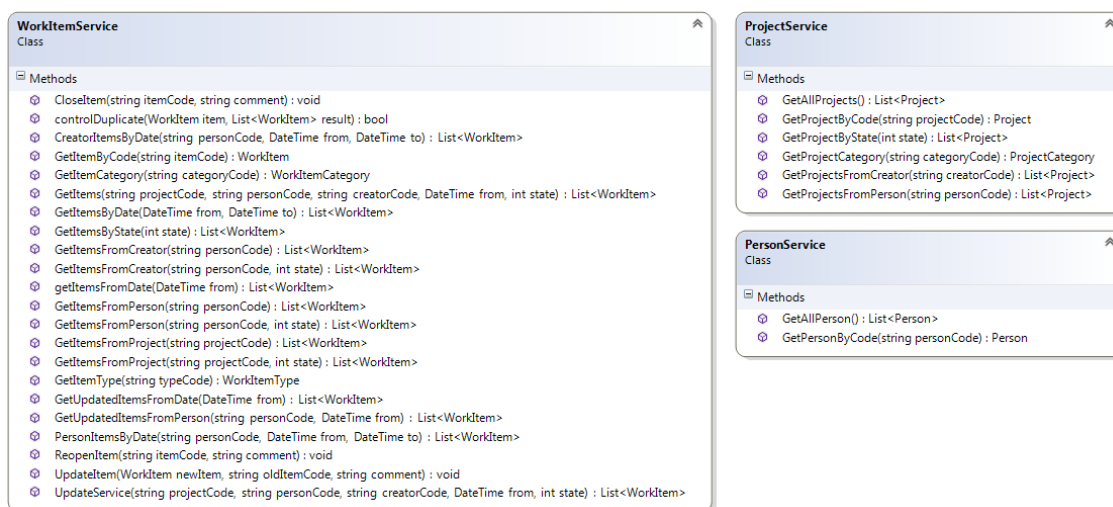 WorkItemService
Class
Methods
CloseItem(string itemCode, string comment) : void
controlDuplicate(WorkItem item, List<WorkItem> result) : bool
CreatorItemsByDate(string personCode, DateTime from, DateTime to) : List<WorkItem>
GetItemByCode(string itemCode) : WorkItem
GetItemCategory(string categoryCode) : WorkItemCategory
GetItems(string projectCode, string personCode, string creatorCode, DateTime from, int state) : List<WorkItem>
GetItemsByDate(DateTime from, DateTime to) : List<WorkItem>
GetItemsByState(int state) : List<WorkItem>
GetItemsFromCreator(string personCode) : List<WorkItem>
GetItemsFromCreator(string personCode, int state) : List<WorkItem>
getItemsFromDate(DateTime from) : List<WorkItem>
GetItemsFromPerson(string personCode) : List<WorkItem>
GetItemsFromPerson(string personCode, int state) : List<WorkItem>
GetItemsFromProject(string projectCode) : List<WorkItem>
GetItemsFromProject(string projectCode, int state) : List<WorkItem>
GetItemType(string typeCode) : WorkItemType
GetUpdatedItemsFromDate(DateTime from) : List<WorkItem>
GetUpdatedItemsFromPerson(string personCode, DateTime from) : List<WorkItem>
PersonItemsByDate(string personCode, DateTime from, DateTime to) : List<WorkItem>
ReopenItem(string itemCode, string comment) : void
UpdateItem(WorkItem newItem, string oldItemCode, string comment) : void
UpdateService(string projectCode, string personCode, string creatorCode, DateTime from, int state) : List<WorkItem>
ProjectService
Class
Methods
GetAllProjects() : List<Project>
GetProjectByCode(string projectCode) : Project
GetProjectByState(int state) : List<Project>
GetProjectCategory(string categoryCode) : ProjectCategory
GetProjectsFromCreator(string creatorCode) : List<Project>
GetProjectsFromPerson(string personCode) : List<Project>
PersonService
Class
Methods
GetAllPerson() : List<Person>
GetPersonByCode(string personCode) : Person